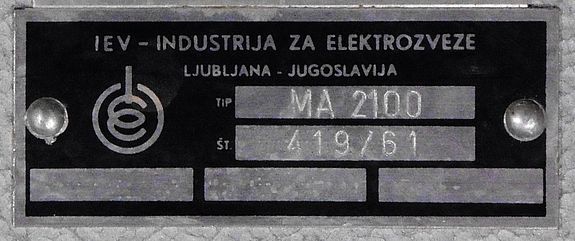 IEV - INDUSTRIJA ZA ELEKTROZVEZE
LJUBLJANA - JUGOSLAVIJA
TIP MA 2100
ŠT. 419/61